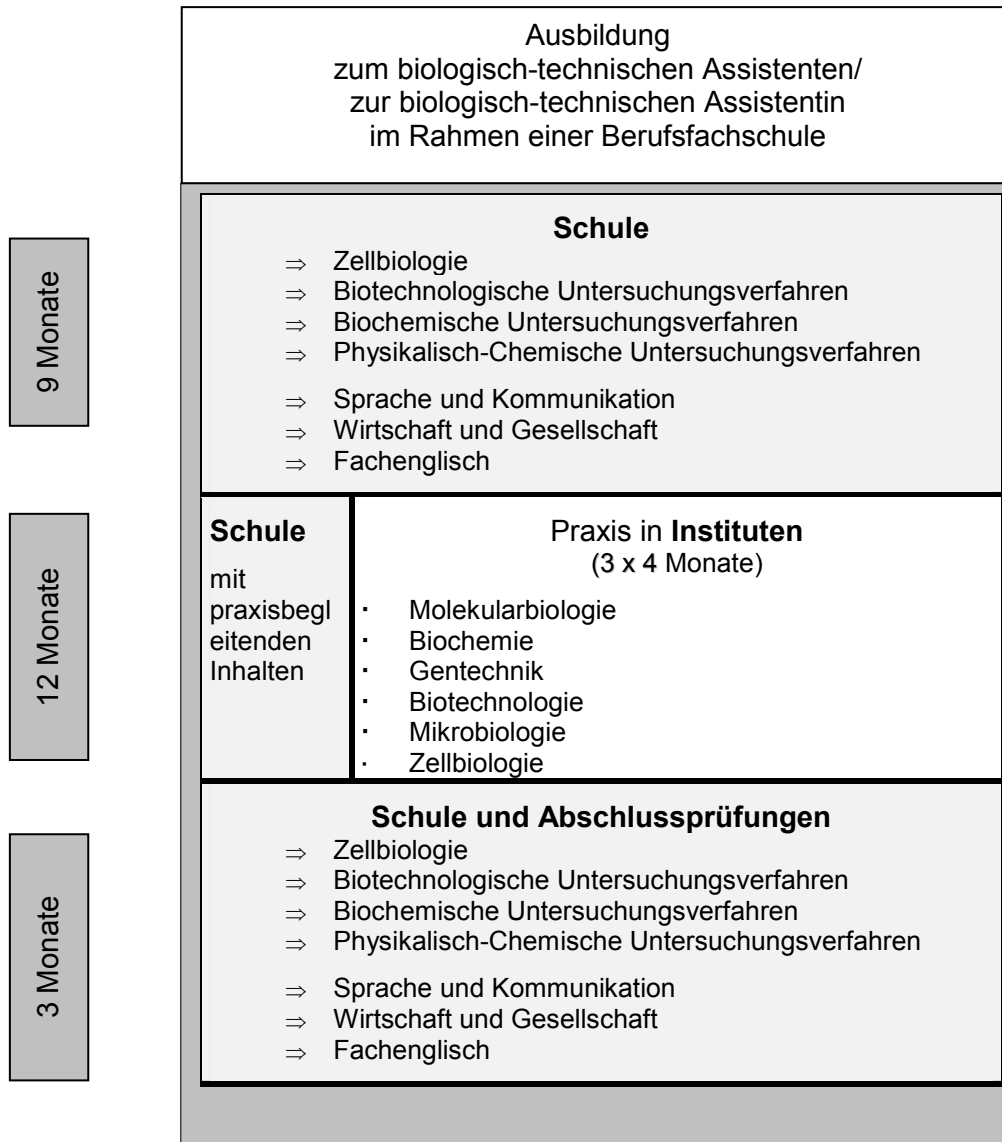 Ausbildung
zum biologisch-technischen Assistenten/
zur biologisch-technischen Assistentin
im Rahmen einer Berufsfachschule
9 Monate
Schule
⇒ Zellbiologie
⇒ Biotechnologische Untersuchungsverfahren
⇒ Biochemische Untersuchungsverfahren
⇒ Physikalisch-Chemische Untersuchungsverfahren
⇒ Sprache und Kommunikation
⇒ Wirtschaft und Gesellschaft
⇒ Fachenglisch
12 Monate
Schule
mit
praxisbegl
eitenden
Inhalten
Praxis in Instituten
(3 x 4 Monate)
· Molekularbiologie
· Biochemie
· Gentechnik
· Biotechnologie
· Mikrobiologie
· Zellbiologie
3 Monate
Schule und Abschlussprüfungen
⇒ Zellbiologie
⇒ Biotechnologische Untersuchungsverfahren
⇒ Biochemische Untersuchungsverfahren
⇒ Physikalisch-Chemische Untersuchungsverfahren
⇒ Sprache und Kommunikation
⇒ Wirtschaft und Gesellschaft
⇒ Fachenglisch